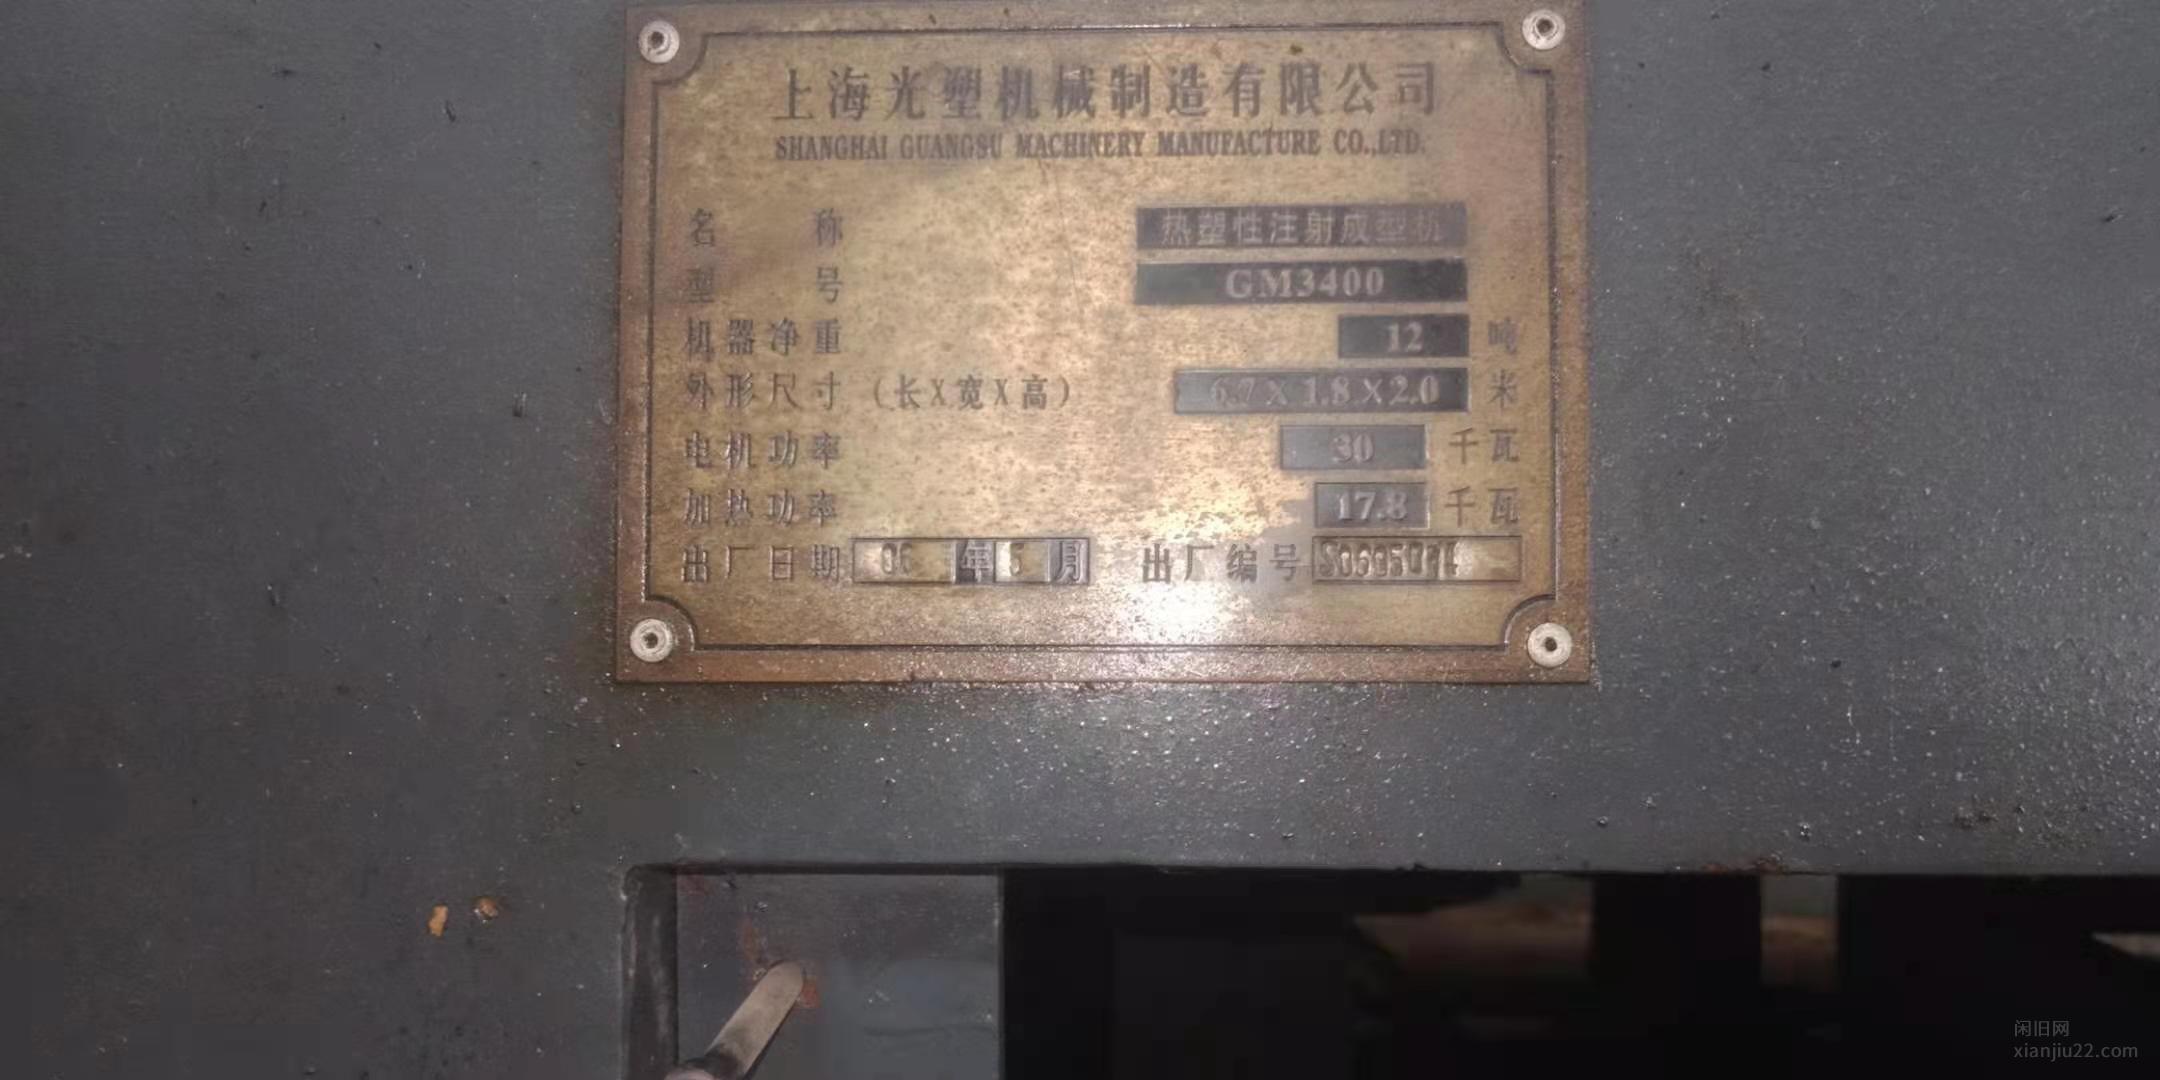 上海光塑机械制造有限公司
SHANGHAI GUANGSU MACHINERY MANUFACTURE CO.,LTD.
名 称 热塑性注射成型机
型 号 GM3400
机器净重 12 吨
外形尺寸 (长X宽X高) 6.7X1.8X2.0 米
电机功率 30 千瓦
加热功率 17.8 千瓦
出厂日期 06 年 5 月 出厂编号
闲旧网
xianjiu22.com